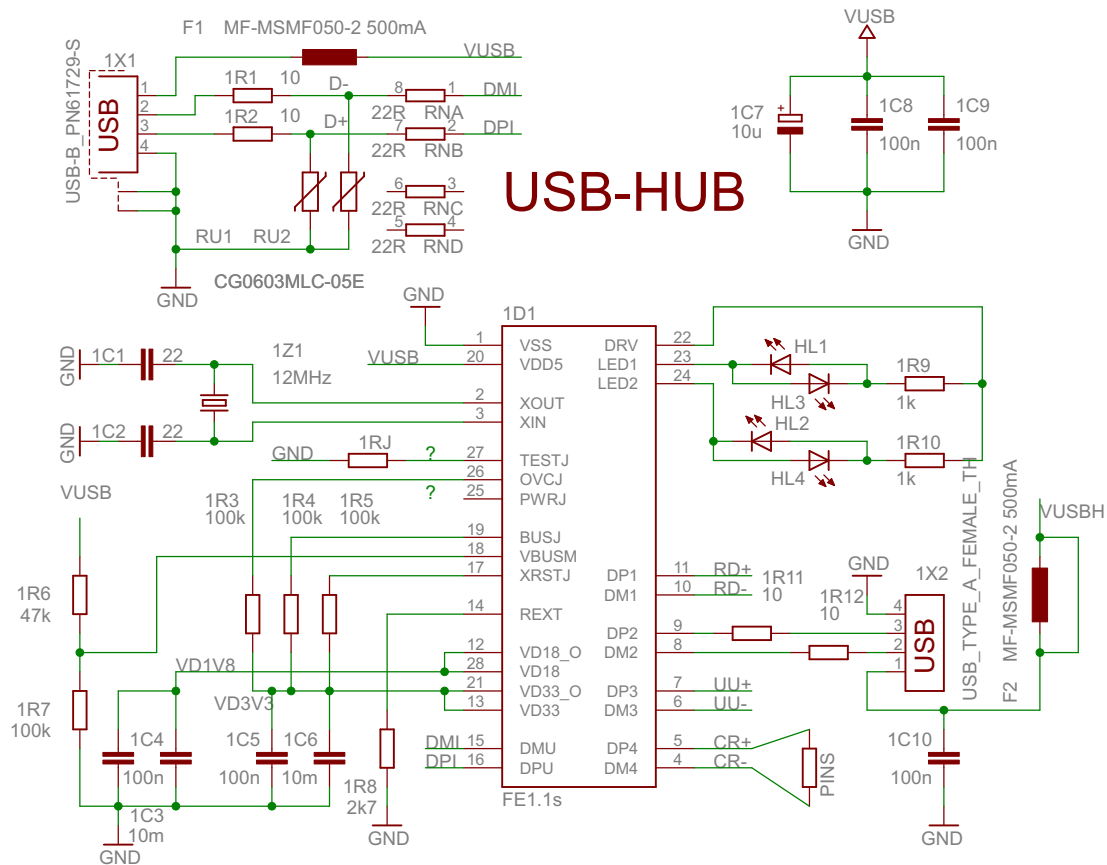 F1 MF-MSMF050-2 500mA
VUSB
USB-B_PN61729-S
1X1
USB
1
2
3
4
1R1 10 D-
8 1 DMI
22R RNA
1R2 10 D+
7 2 DPI
22R RNB
6 3
22R RNC
5 4
22R RND
RU1 RU2
CG0603MLC-05E
GND
USB-HUB
VUSB
1C7
10u
+
1C8
100n
1C9
100n
GND
GND
1D1
1 VSS
VUSB 20 VDD5
2 XOUT
3 XIN
27 TESTJ
26 OVCJ
25 PWRJ
19 BUSJ
18 VBUSM
17 XRSTJ
14 REXT
12 VD18_O
28 VD18
21 VD33_O
13 VD33
DMI 15 DMU
DPI 16 DPU
FE1.1s
DRV 22
LED1 23
LED2 24
DP1 11 RD+
DM1 10 RD-
DP2 9
DM2 8
DP3 7 UU+
DM3 6 UU-
DP4 5 CR+
DM4 4 CR-
PINS
GND 1C1 22
1Z1
12MHz
GND 1C2 22
GND 1RJ ?
?
VUSB
1R3
100k
1R4
100k
1R5
100k
1R6
47k
1R7
100k
VD1V8
VD3V3
1C4
100n
1C5
100n
1C6
10m
1C3
10m
GND
1R8
2k7
GND
HL1
HL3
HL2
HL4
1R9
1k
1R10
1k
1R11
10
1R12
10
GND
1X2
4
3
2
1
USB
USB_TYPE_A_FEMALE_TH
F2 MF-MSMF050-2 500mA
VUSBH
1C10
100n
GND